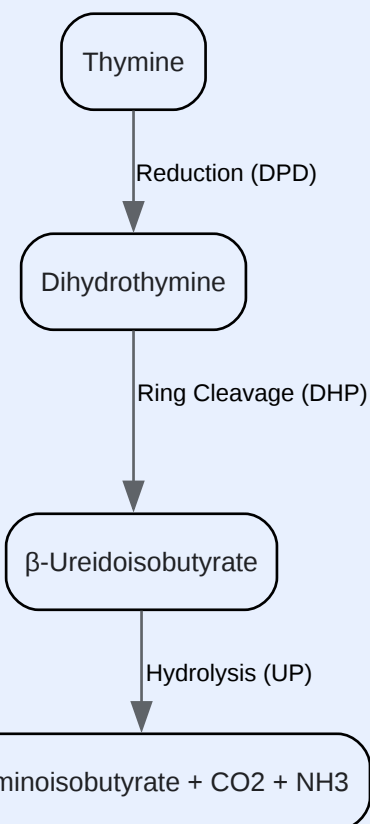 Thymine
Reduction (DPD)
Dihydrothymine
Ring Cleavage (DHP)
β-Ureidoisobutyrate
Hydrolysis (UP)
minoisobutyrate + CO2 + NH3